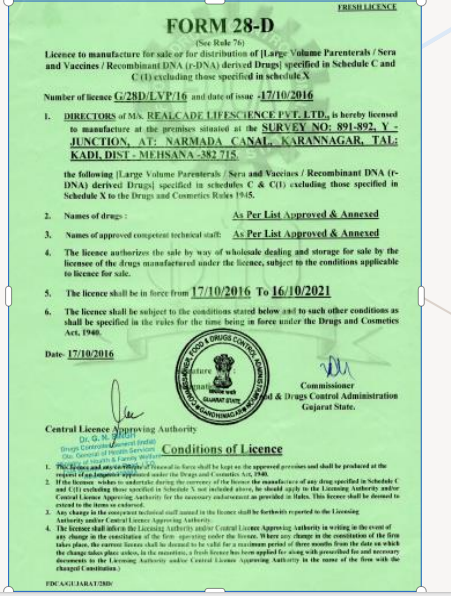 FRESH LICENCE
FORM 28-D
(See Rule 76)
Licence to manufacture for sale or for distribution of [Large Volume Parenterals / Sera
and Vaccines / Recombinant DNA (r-DNA) derived Drugs] specified in Schedule C and
C (1) excluding those specified in schedule X
Number of licence G/28D/LVP/16 and date of issue -17/10/2016
1. DIRECTORS of M/s. REALCADE LIFESCIENCE PVT. LTD., is hereby licensed
to manufacture at the premises situated at the SURVEY NO: 891-892, Y -
JUNCTION, AT: NARMADA CANAL, KARANNAGAR, TAL:
KADI, DIST - MEHSANA -382 715.
the following [Large Volume Parenterals / Sera and Vaccines / Recombinant DNA (r-
DNA) derived Drugs] specified in schedules C & C(1) excluding those specified in
Schedule X to the Drugs and Cosmetics Rules 1945.
2. Names of drugs : As Per List Approved & Annexed
3. Names of approved competent technical staff: As Per List Approved & Annexed
4. The licence authorizes the sale by way of wholesale dealing and storage for sale by the
licensee of the drugs manufactured under the licence, subject to the conditions applicable
to licence for sale.
5. The licence shall be in force from 17/10/2016 To 16/10/2021
6. The licence shall be subject to the conditions stated below and to such other conditions as
shall be specified in the rules for the time being in force under the Drugs and Cosmetics
Act, 1940.
Date- 17/10/2016
FOOD & DRUGS CONTROL ADMINISTRATION
GUJARAT STATE
GANDHINAGAR
Commissioner
Food & Drugs Control Administration
Gujarat State.
Central Licence Approving Authority
Dr. G. N. SINGH
Drugs Controller General (India)
Dte. General of Health Services
Ministry of Health & Family Welfare
Conditions of Licence
1. This licence and any certificate of renewal in force shall be kept on the approved premises and shall be produced at the
request of an Inspector appointed under the Drugs and Cosmetics Act, 1940.
2. If the licensee wishes to undertake during the currency of the licence the manufacture of any drug specified in Schedule C
and C(1) excluding those specified in Schedule X not included above, he should apply to the Licensing Authority and/or
Central Licence Approving Authority for the necessary endorsement as provided in Rules. This licence shall be deemed to
extend to the items so endorsed.
3. Any change in the competent technical staff named in the licence shall be forthwith reported to the Licensing
Authority and/or Central Licence Approving Authority.
4. The licensee shall inform the Licensing Authority and/or Central Licence Approving Authority in writing in the event of
any change in the constitution of the firm operating under the licence. Where any change in the constitution of the firm
takes place, the current licence shall be deemed to be valid for a maximum period of three months from the date on which
the change takes place unless, in the meantime, a fresh licence has been applied for along with prescribed fee and necessary
documents to the Licensing Authority and/or Central Licence Approving Authority in the name of the firm with the
changed Constitution.)
FDCA/GUJARAT/28D/